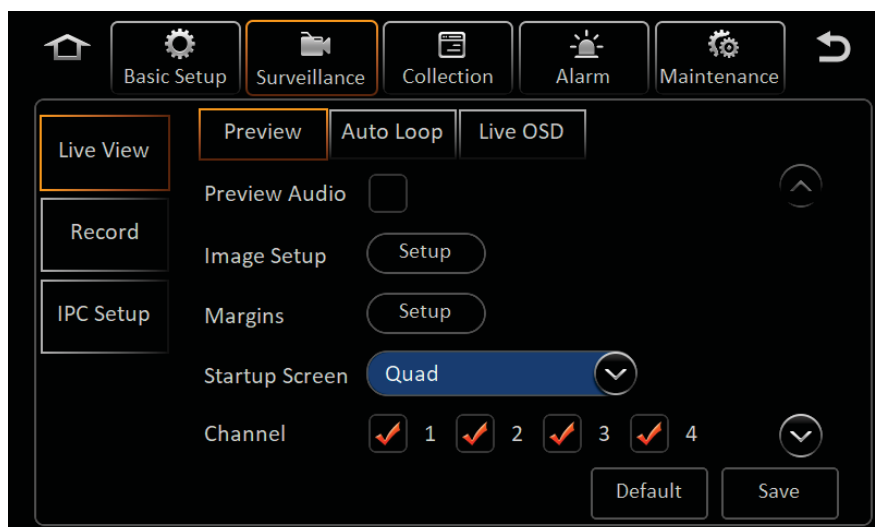 Basic Setup Surveillance Collection Alarm Maintenance
Live View
Record
IPC Setup
Preview Auto Loop Live OSD
Preview Audio
Image Setup Setup
Margins Setup
Startup Screen Quad
Channel 1 2 3 4
Default Save